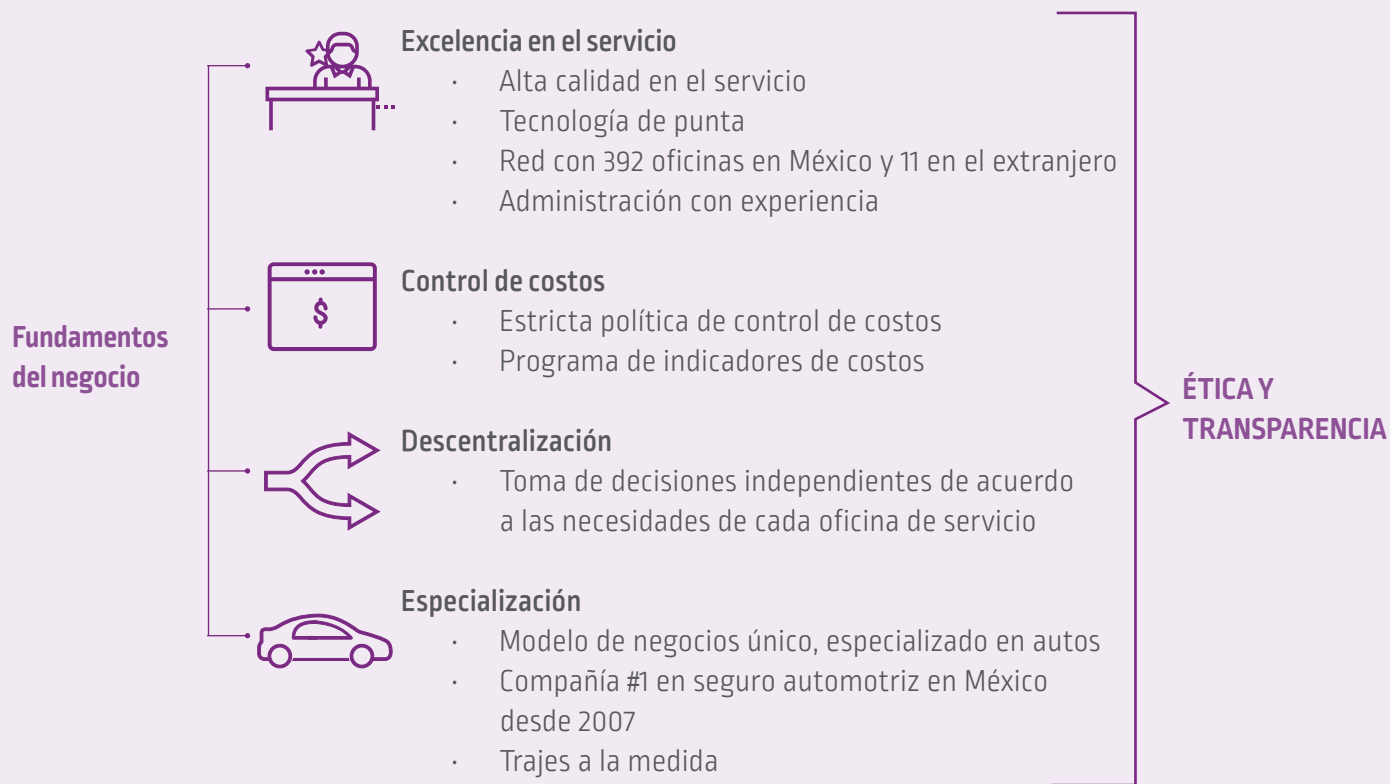 Fundamentos
del negocio
Excelencia en el servicio
· Alta calidad en el servicio
· Tecnología de punta
· Red con 392 oficinas en México y 11 en el extranjero
· Administración con experiencia
$
Control de costos
· Estricta política de control de costos
· Programa de indicadores de costos
Descentralización
· Toma de decisiones independientes de acuerdo
a las necesidades de cada oficina de servicio
Especialización
· Modelo de negocios único, especializado en autos
· Compañía #1 en seguro automotriz en México
desde 2007
· Trajes a la medida
ÉTICA Y
TRANSPARENCIA